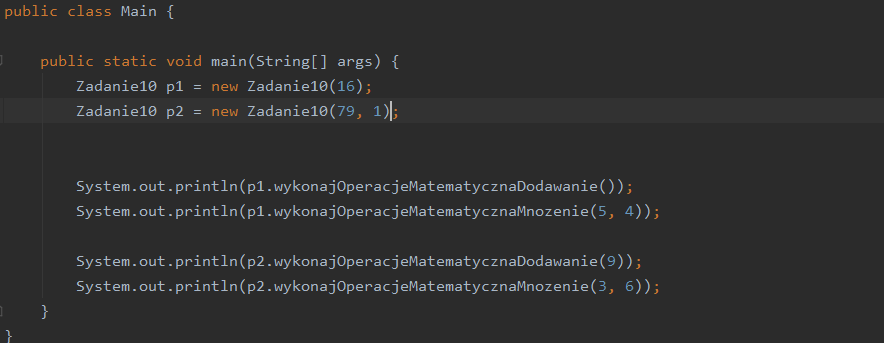 public class Main {
public static void main(String[] args) {
Zadanie10 p1 = new Zadanie10(16);
Zadanie10 p2 = new Zadanie10(79, 1);
System.out.println(p1.wykonajOperacjeMatematycznaDodawanie());
System.out.println(p1.wykonajOperacjeMatematycznaMnozenie(5, 4));
System.out.println(p2.wykonajOperacjeMatematycznaDodawanie(9));
System.out.println(p2.wykonajOperacjeMatematycznaMnozenie(3, 6));
}
}